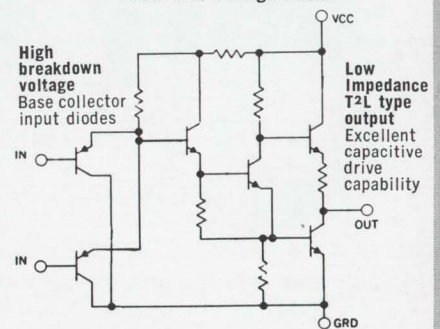 VCC
High
breakdown
voltage
Base collector
input diodes
Low
Impedance
T²L type
output
Excellent
capacitive
drive
capability
IN
OUT
IN
GRD